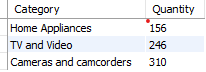 Category Quantity
Home Appliances 156
TV and Video 246
Cameras and camcorders 310